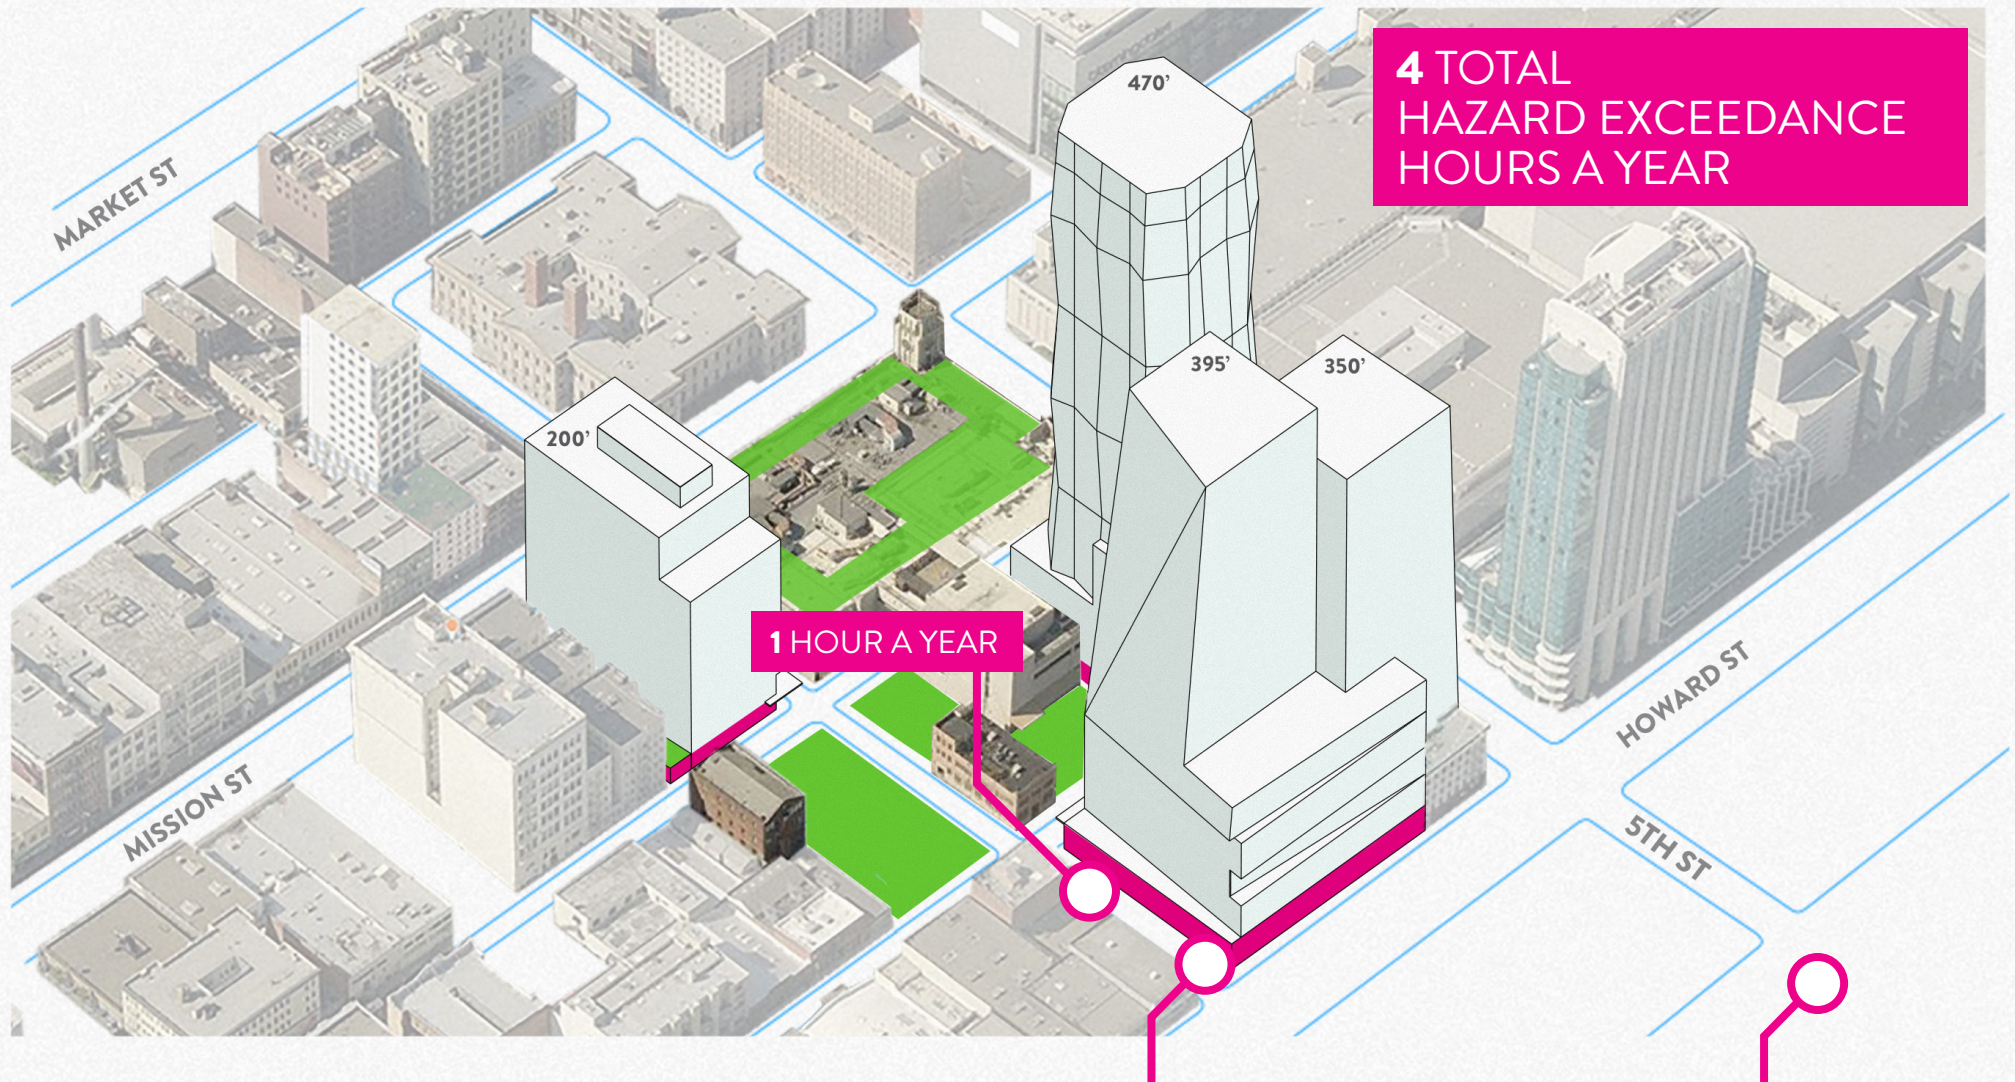 4 TOTAL
HAZARD EXCEEDANCE
HOURS A YEAR
470’
MARKET ST
395’
350’
200’
1 HOUR A YEAR
HOWARD ST
MISSION ST
5TH ST